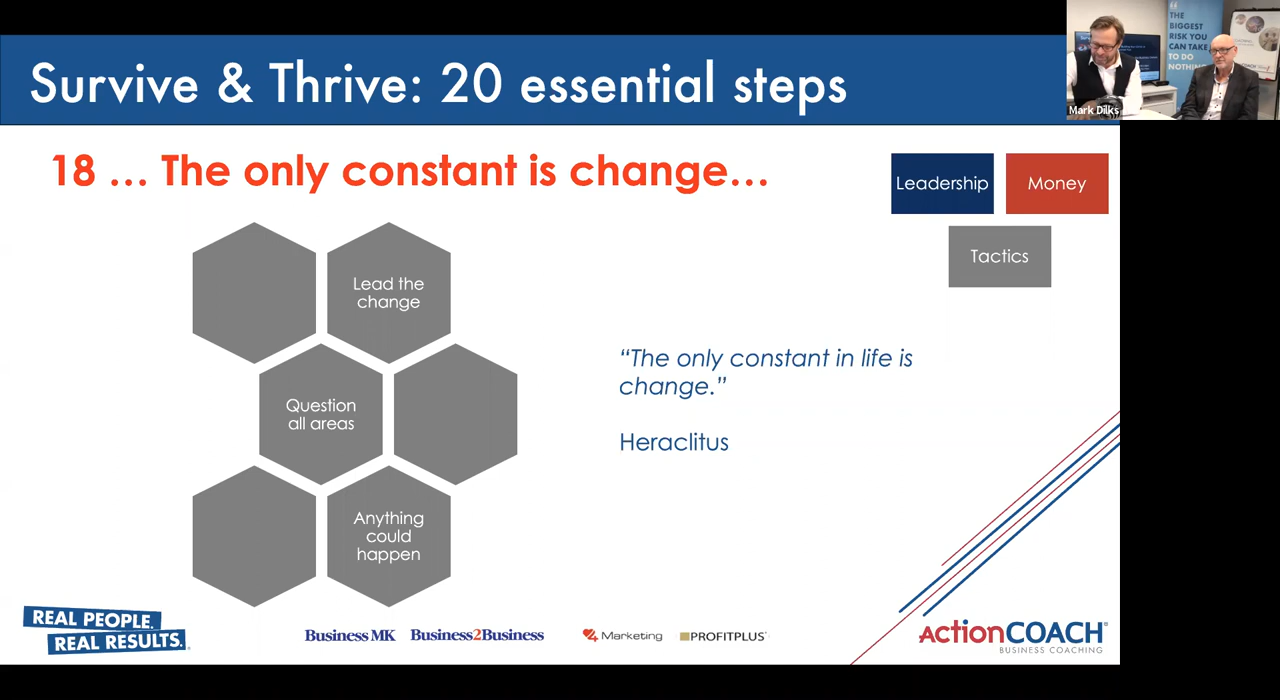 Survive & Thrive: 20 essential steps
THE
BIGGEST
RISK YOU
CAN TAKE
TO DO
NOTHING
Mark Dilks
18 ... The only constant is change...
Leadership
Money
Tactics
Lead the
change
Question
all areas
Anything
could
happen
“The only constant in life is
change.”
Heraclitus
REAL PEOPLE.
REAL RESULTS.
Business MK
Business2Business
4 Marketing
PROFITPLUS
ActionCOACH
BUSINESS COACHING